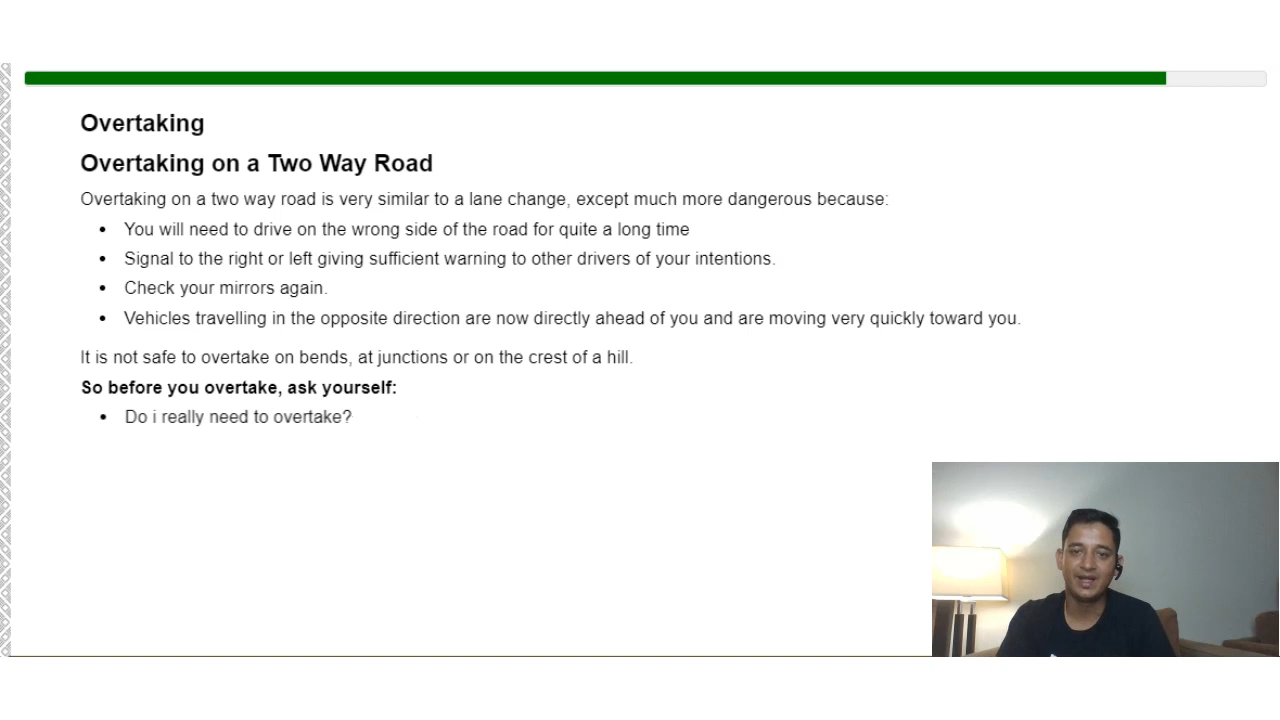 Overtaking
Overtaking on a Two Way Road
Overtaking on a two way road is very similar to a lane change, except much more dangerous because:
• You will need to drive on the wrong side of the road for quite a long time
• Signal to the right or left giving sufficient warning to other drivers of your intentions.
• Check your mirrors again.
• Vehicles travelling in the opposite direction are now directly ahead of you and are moving very quickly toward you.
It is not safe to overtake on bends, at junctions or on the crest of a hill.
So before you overtake, ask yourself:
• Do i really need to overtake?